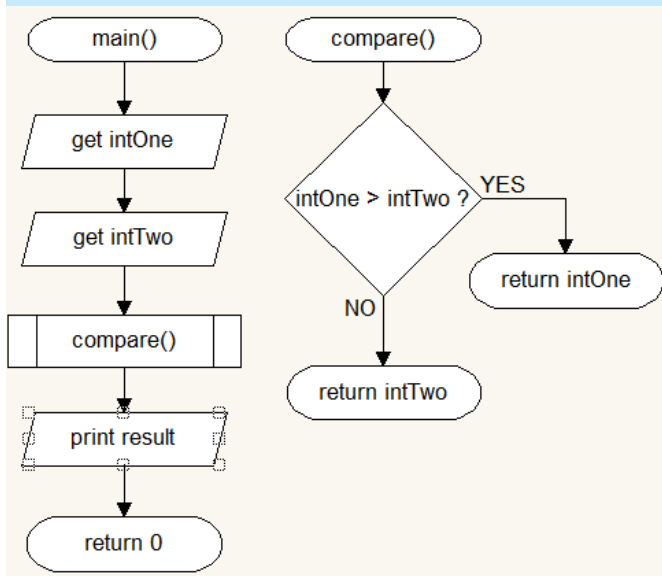 main()
get intOne
get intTwo
compare()
print result
return 0
compare()
intOne > intTwo ?
YES
return intOne
NO
return intTwo